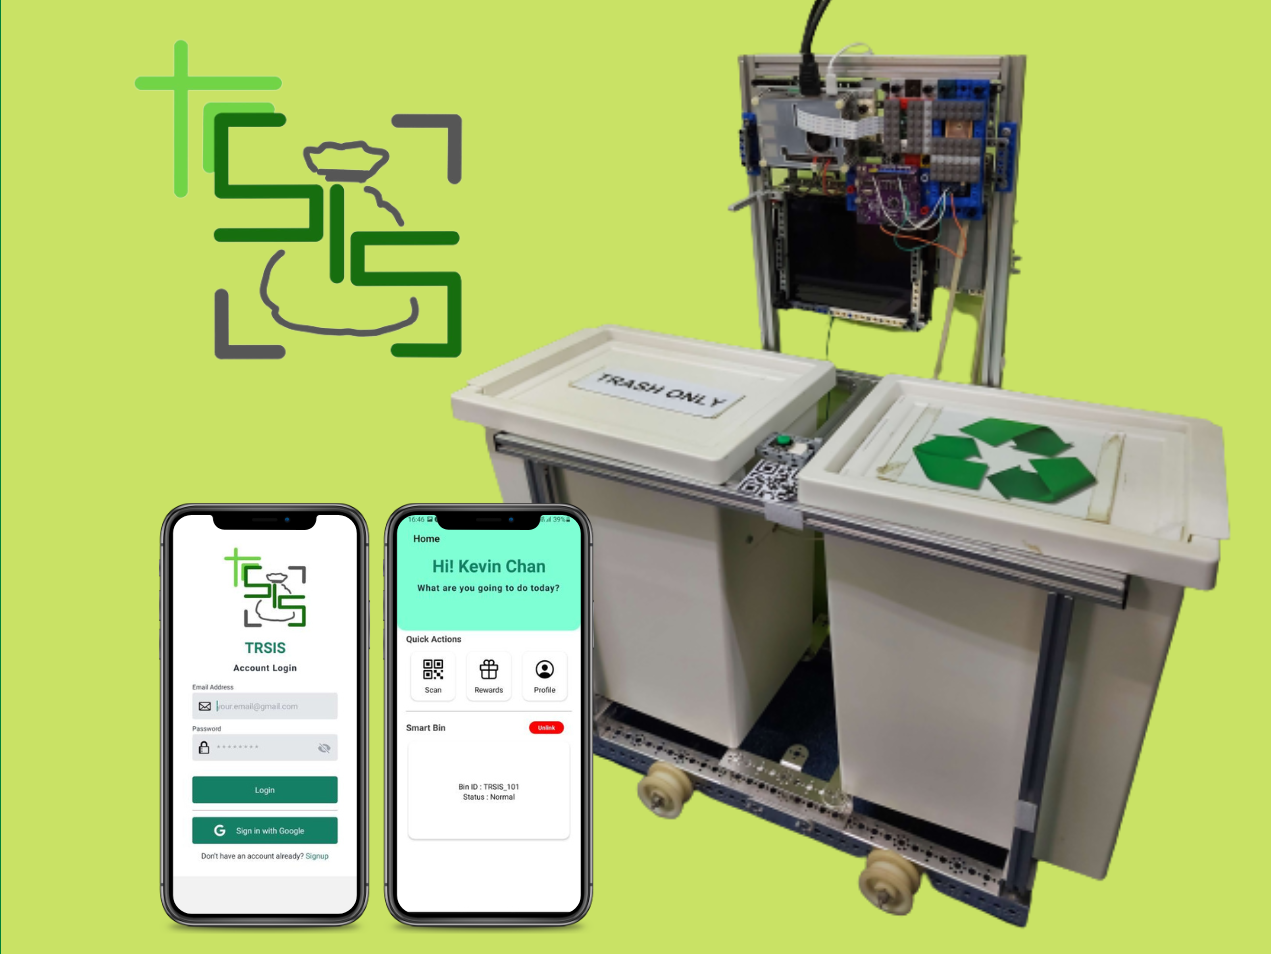 TRSIS
TRASH ONLY
TRSIS
Account Login
Email Address
your.email@gmail.com
Password
Login
G Sign in with Google
Don't have an account already? Signup
16:46
39%
Home
Hi! Kevin Chan
What are you going to do today?
Quick Actions
Scan
Rewards
Profile
Smart Bin
Unlink
Bin ID : TRSIS_101
Status : Normal